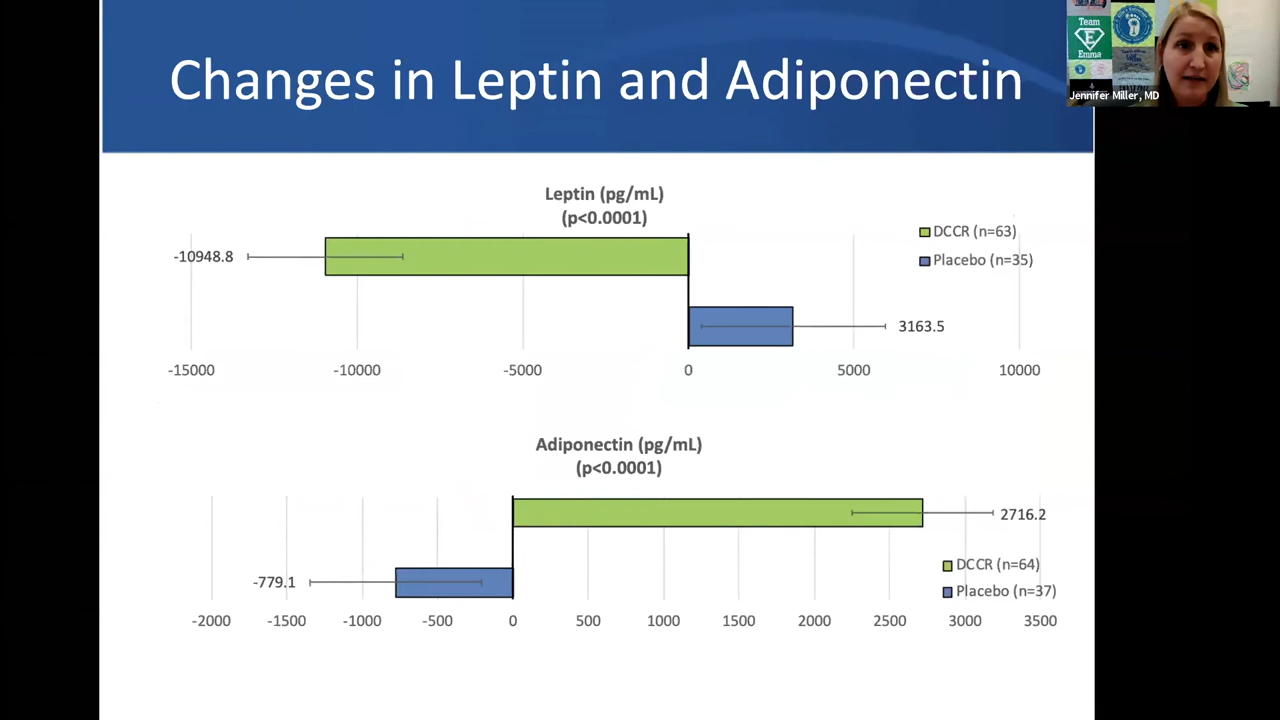 Changes in Leptin and Adiponectin
Team
E
Emma
Jennifer Miller, MD
Leptin (pg/mL)
(p<0.0001)
DCCR (n=63)
Placebo (n=35)
-10948.8
3163.5
-15000 -10000 -5000 0 5000 10000
Adiponectin (pg/mL)
(p<0.0001)
2716.2
-779.1
DCCR (n=64)
Placebo (n=37)
-2000 -1500 -1000 -500 0 500 1000 1500 2000 2500 3000 3500